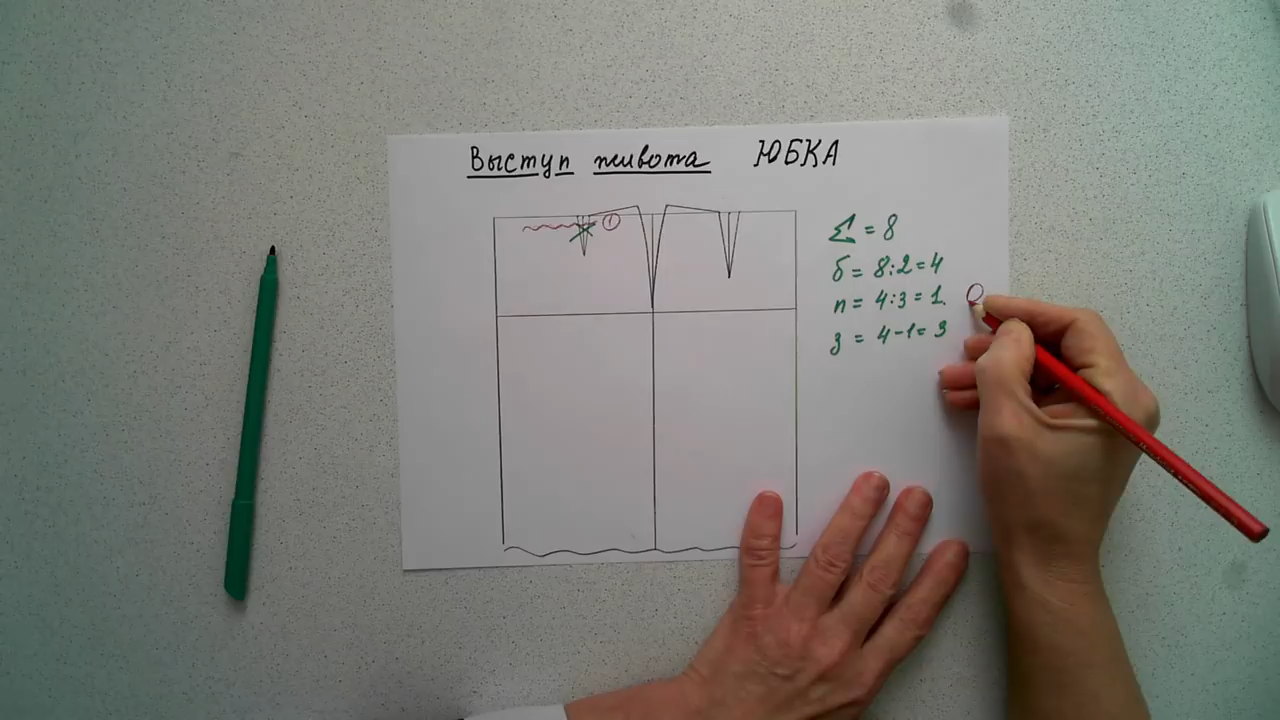 Выступ живота ЮБКА
1
Σ = 8
б = 8:2=4
п = 4:3 = 1.
з = 4-1= 3